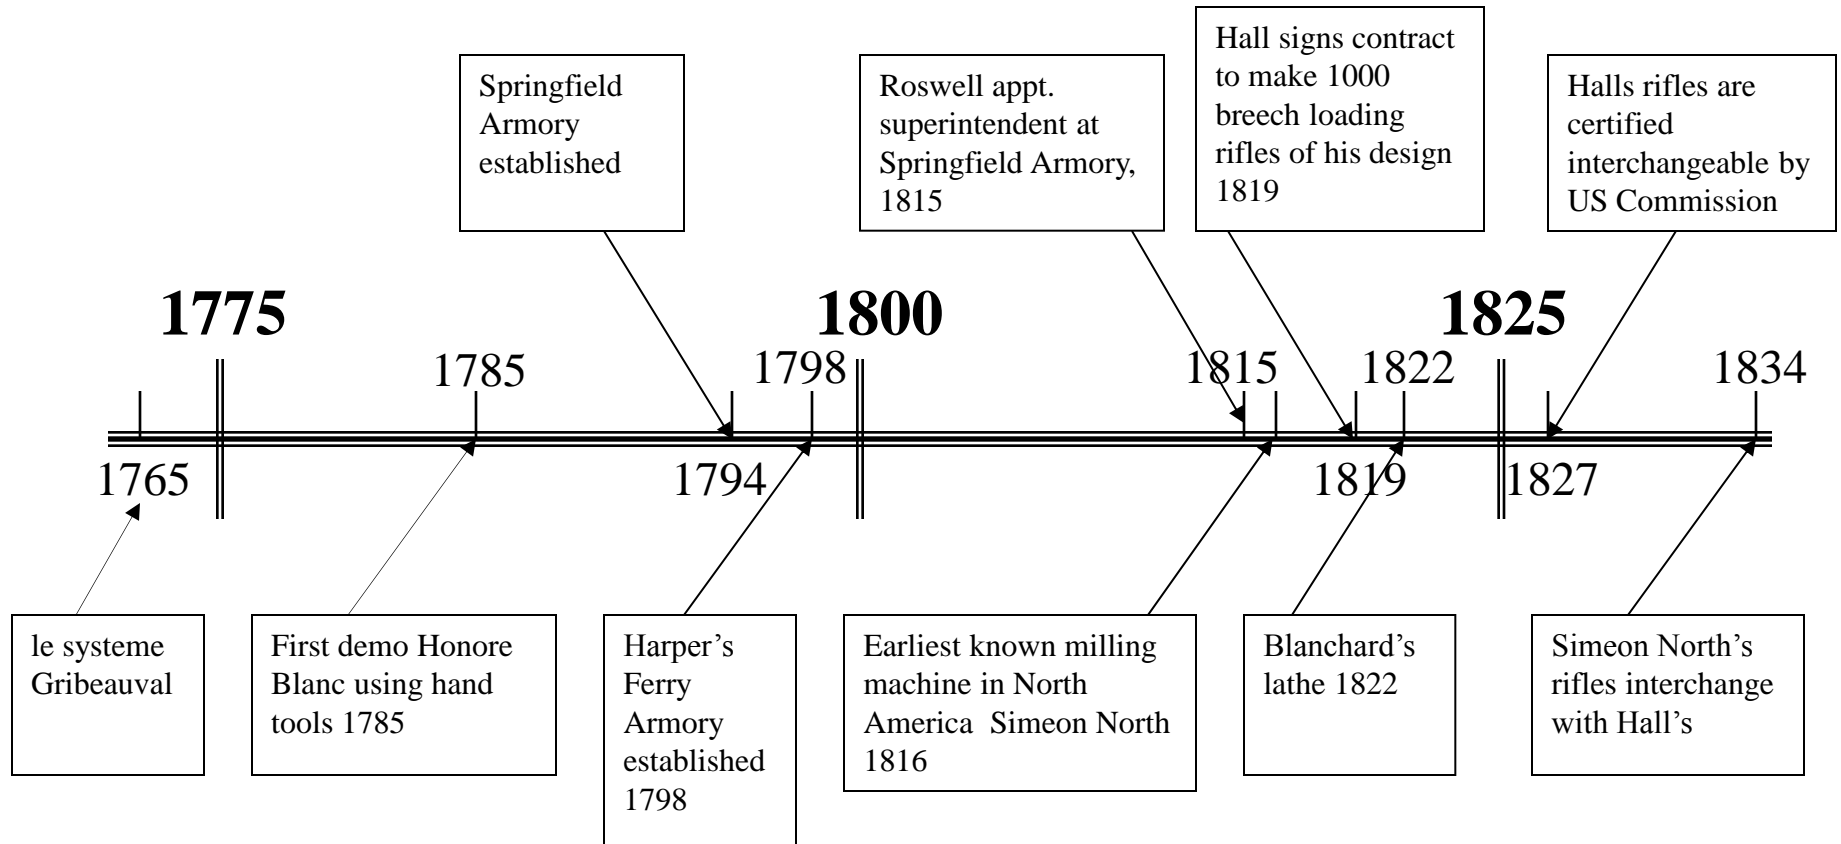 Springfield
Armory
established
Roswell appt.
superintendent at
Springfield Armory,
1815
Hall signs contract
to make 1000
breech loading
rifles of his design
1819
Halls rifles are
certified
interchangeable by
US Commission
1775
1800
1825
1785
1798
1815
1822
1834
1765
1794
1819
1827
le systeme
Gribeauval
First demo Honore
Blanc using hand
tools 1785
Harper’s
Ferry
Armory
established
1798
Earliest known milling
machine in North
America  Simeon North
1816
Blanchard’s
lathe 1822
Simeon North’s
rifles interchange
with Hall’s